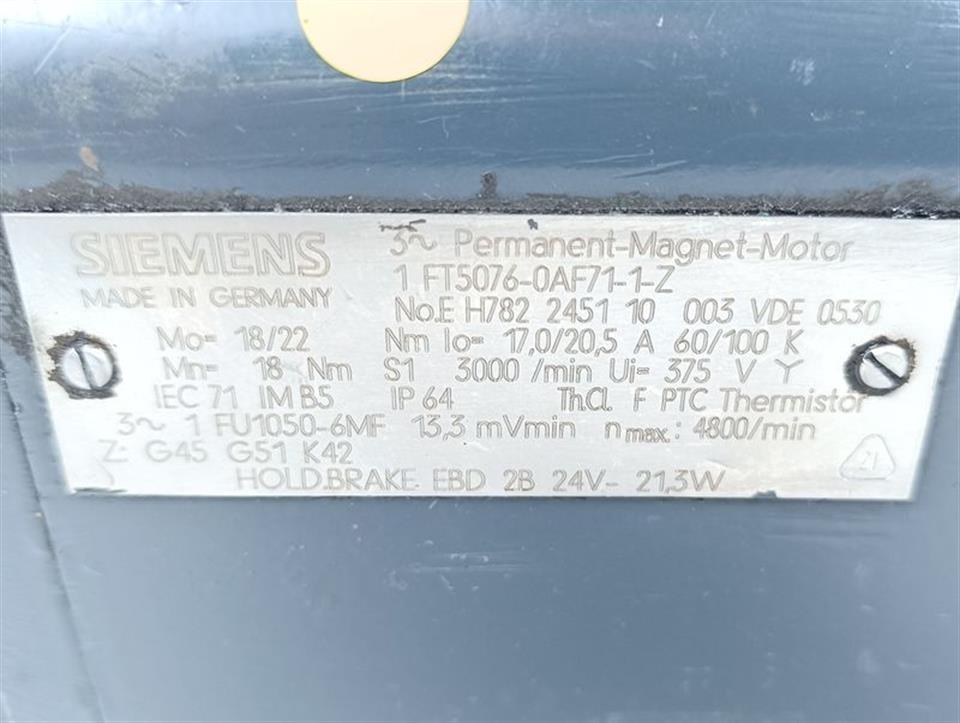 SIEMENS 3~ Permanent-Magnet-Motor
MADE IN GERMANY 1 FT5076-0AF71-1-Z
No.E H782 2451 10 003 VDE 0530
Mo= 18/22 Nm Io= 17,0/20,5 A 60/100 K
Mn= 18 Nm S1 3000 /min Ui= 375 V Y
IEC 71 IM B5 IP 64 Th.Cl. F PTC Thermistor
3~ 1 FU1050-6MF 13,3 mVmin nmax: 4800/min
Z: G45 G51 K42 21
HOLD.BRAKE. EBD 2B 24V- 21,3W